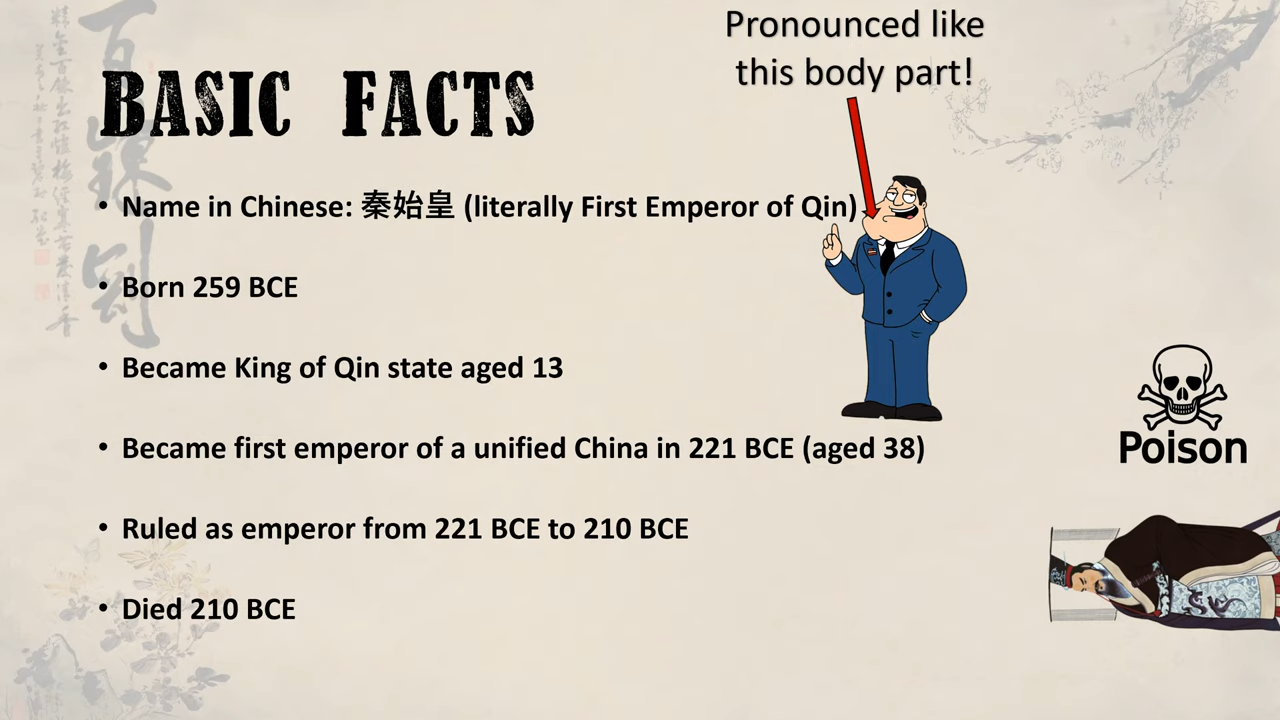 Pronounced like
this body part!
BASIC FACTS
• Name in Chinese: 秦始皇 (literally First Emperor of Qin)
• Born 259 BCE
• Became King of Qin state aged 13
• Became first emperor of a unified China in 221 BCE (aged 38)
• Ruled as emperor from 221 BCE to 210 BCE
• Died 210 BCE
Poison